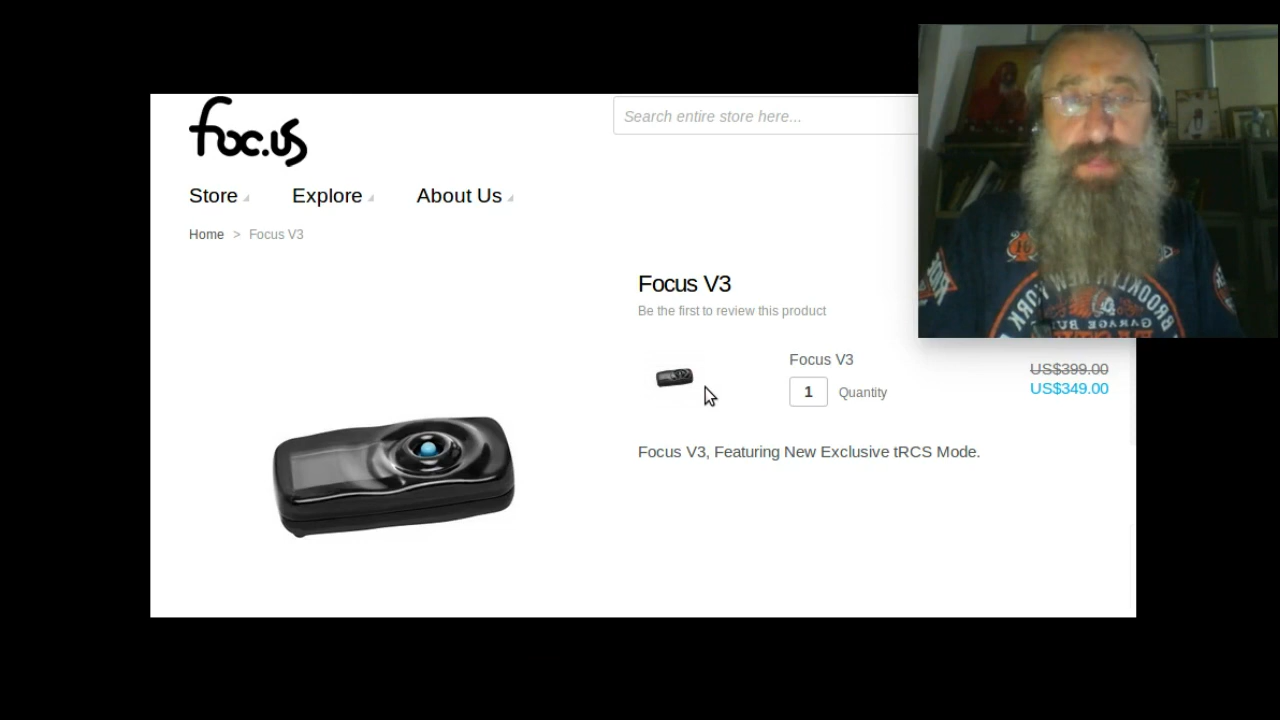 foc.us
Search entire store here...
Store
Explore
About Us
Home > Focus V3
Focus V3
Be the first to review this product
Focus V3
US$399.00
US$349.00
1 Quantity
Focus V3, Featuring New Exclusive tRCS Mode.
BROOKLYN NEW YORK
GARAGE BU